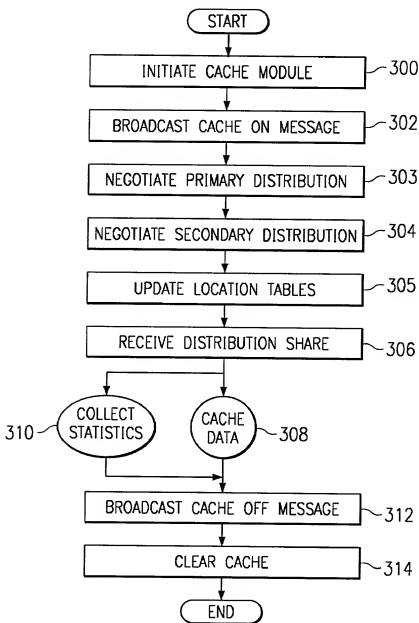 START
INITIATE CACHE MODULE
300
BROADCAST CACHE ON MESSAGE
302
NEGOTIATE PRIMARY DISTRIBUTION
303
NEGOTIATE SECONDARY DISTRIBUTION
304
UPDATE LOCATION TABLES
305
RECEIVE DISTRIBUTION SHARE
306
310
COLLECT
STATISTICS
CACHE
DATA
308
BROADCAST CACHE OFF MESSAGE
312
CLEAR CACHE
314
END